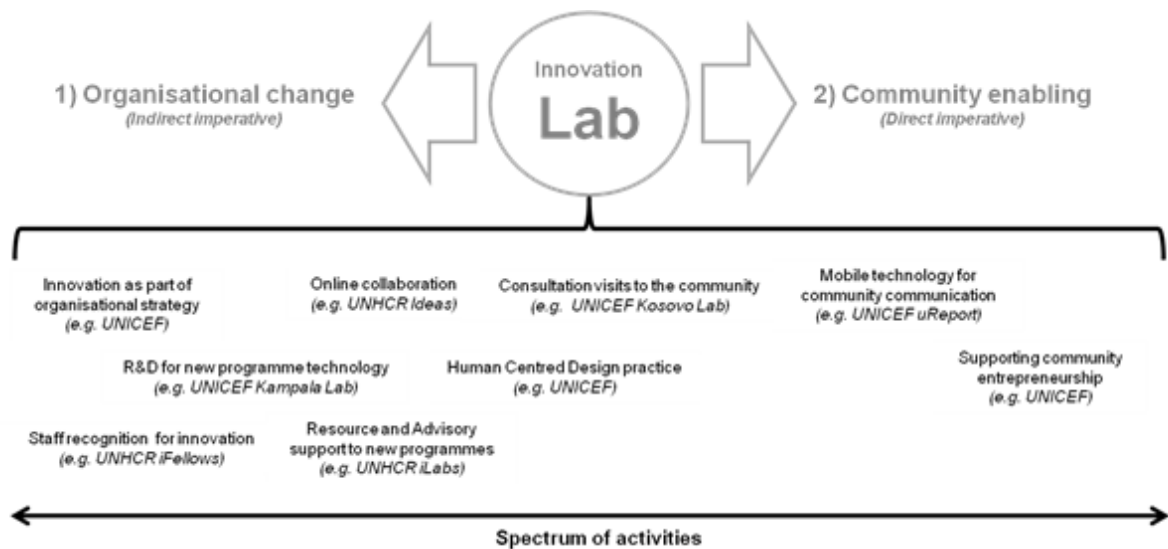 Innovation
Lab
1) Organisational change
(Indirect imperative)
2) Community enabling
(Direct imperative)
Innovation as part of
organisational strategy
(e.g. UNICEF)
Online collaboration
(e.g. UNHCR Ideas)
Consultation visits to the community
(e.g. UNICEF Kosovo Lab)
Mobile technology for
community communication
(e.g. UNICEF uReport)
R&D for new programme technology
(e.g. UNICEF Kampala Lab)
Human Centred Design practice
(e.g. UNICEF)
Supporting community
entrepreneurship
(e.g. UNICEF)
Staff recognition for innovation
(e.g. UNHCR iFellows)
Resource and Advisory
support to new programmes
(e.g. UNHCR iLabs)
Spectrum of activities